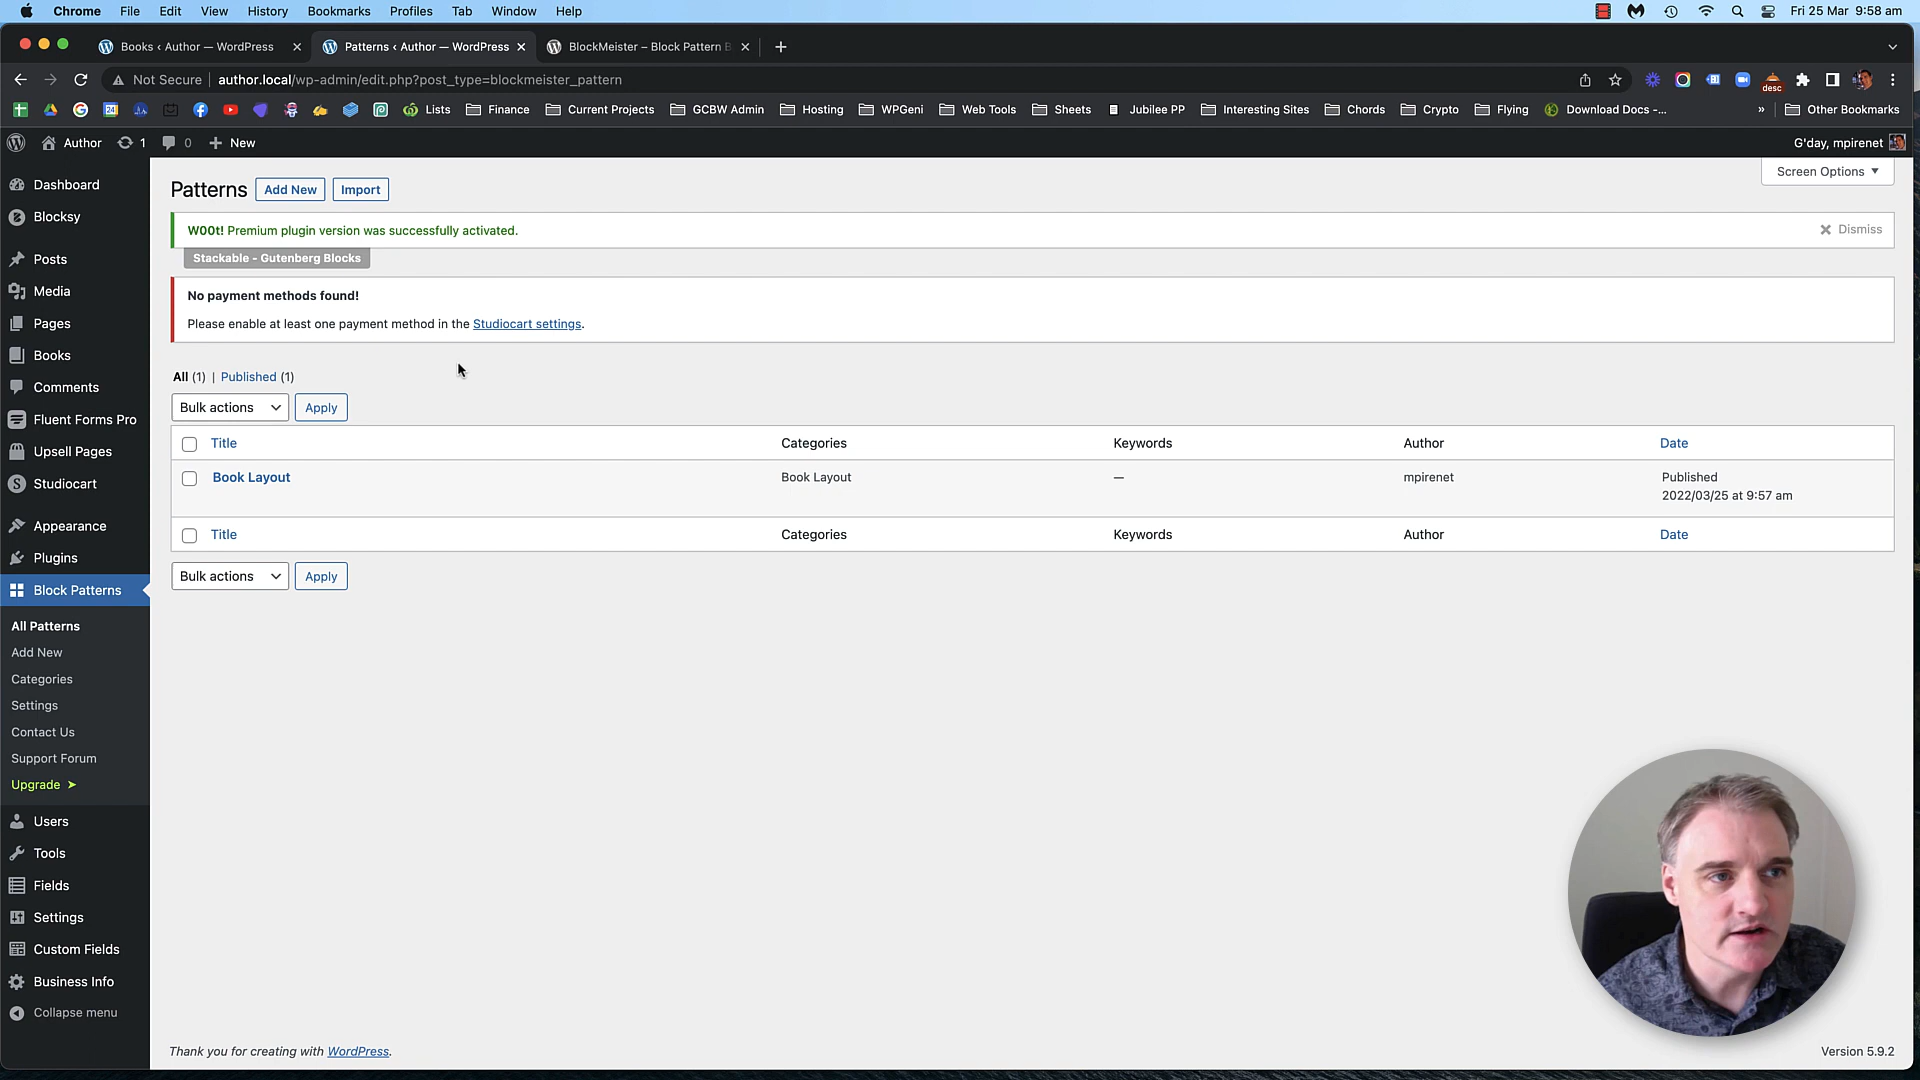 Chrome File Edit View History Bookmarks Profiles Tab Window Help Fri 25 Mar 9:58 am
Books ‹ Author — WordPress Patterns ‹ Author — WordPress BlockMeister – Block Pattern B
Not Secure author.local/wp-admin/edit.php?post_type=blockmeister_pattern
desc
Lists Finance Current Projects GCBW Admin Hosting WPGeni Web Tools Sheets Jubilee PP Interesting Sites Chords Crypto Flying Download Docs -... » Other Bookmarks
Author 1 0 New G'day, mpirenet
Screen Options
Dashboard
Blocksy
Posts
Media
Pages
Books
Comments
Fluent Forms Pro
Upsell Pages
Studiocart
Appearance
Plugins
Block Patterns
All Patterns
Add New
Categories
Settings
Contact Us
Support Forum
Upgrade ➤
Users
Tools
Fields
Settings
Custom Fields
Business Info
Collapse menu
Patterns Add New Import
W00t! Premium plugin version was successfully activated. Dismiss
Stackable - Gutenberg Blocks
No payment methods found!
Please enable at least one payment method in the Studiocart settings.
All (1) | Published (1)
Bulk actions Apply
Title Categories Keywords Author Date
Book Layout Book Layout — mpirenet Published
2022/03/25 at 9:57 am
Title Categories Keywords Author Date
Bulk actions Apply
Thank you for creating with WordPress. Version 5.9.2